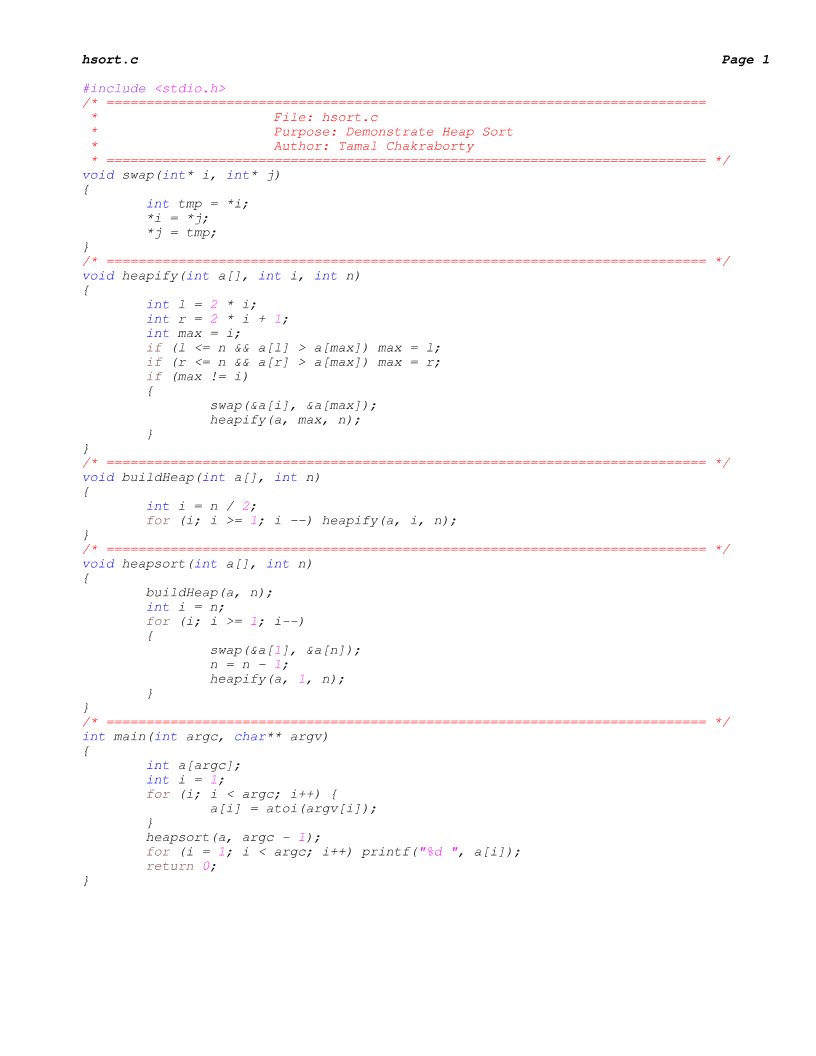 hsort.c Page 1
#include <stdio.h>
/* ===========================================================================
 * File: hsort.c
 * Purpose: Demonstrate Heap Sort
 * Author: Tamal Chakraborty
 * =========================================================================== */
void swap(int* i, int* j)
{
        int tmp = *i;
        *i = *j;
        *j = tmp;
}
/* =========================================================================== */
void heapify(int a[], int i, int n)
{
        int l = 2 * i;
        int r = 2 * i + 1;
        int max = i;
        if (l <= n && a[l] > a[max]) max = l;
        if (r <= n && a[r] > a[max]) max = r;
        if (max != i)
        {
                swap(&a[i], &a[max]);
                heapify(a, max, n);
        }
}
/* =========================================================================== */
void buildHeap(int a[], int n)
{
        int i = n / 2;
        for (i; i >= 1; i --) heapify(a, i, n);
}
/* =========================================================================== */
void heapsort(int a[], int n)
{
        buildHeap(a, n);
        int i = n;
        for (i; i >= 1; i--)
        {
                swap(&a[1], &a[n]);
                n = n - 1;
                heapify(a, 1, n);
        }
}
/* =========================================================================== */
int main(int argc, char** argv)
{
        int a[argc];
        int i = 1;
        for (i; i < argc; i++) {
                a[i] = atoi(argv[i]);
        }
        heapsort(a, argc - 1);
        for (i = 1; i < argc; i++) printf("%d ", a[i]);
        return 0;
}